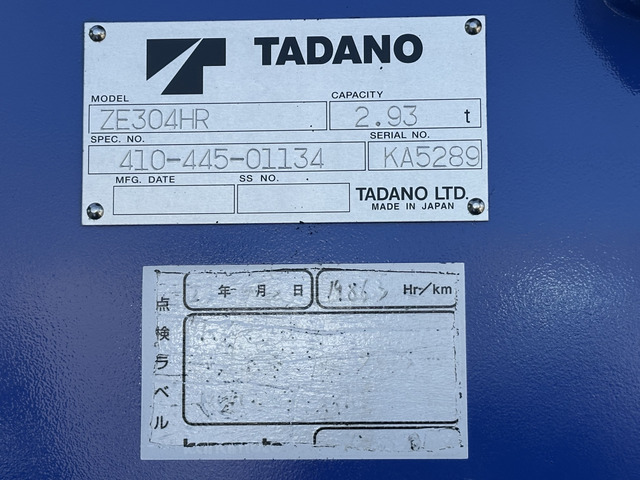 TADANO
MODEL CAPACITY
ZE304HR 2.93 t
SPEC. NO. SERIAL NO.
410-445-01134 KA5289
MFG. DATE SS NO.
TADANO LTD.
MADE IN JAPAN
年 月 日 Hr/km
点検ラベル